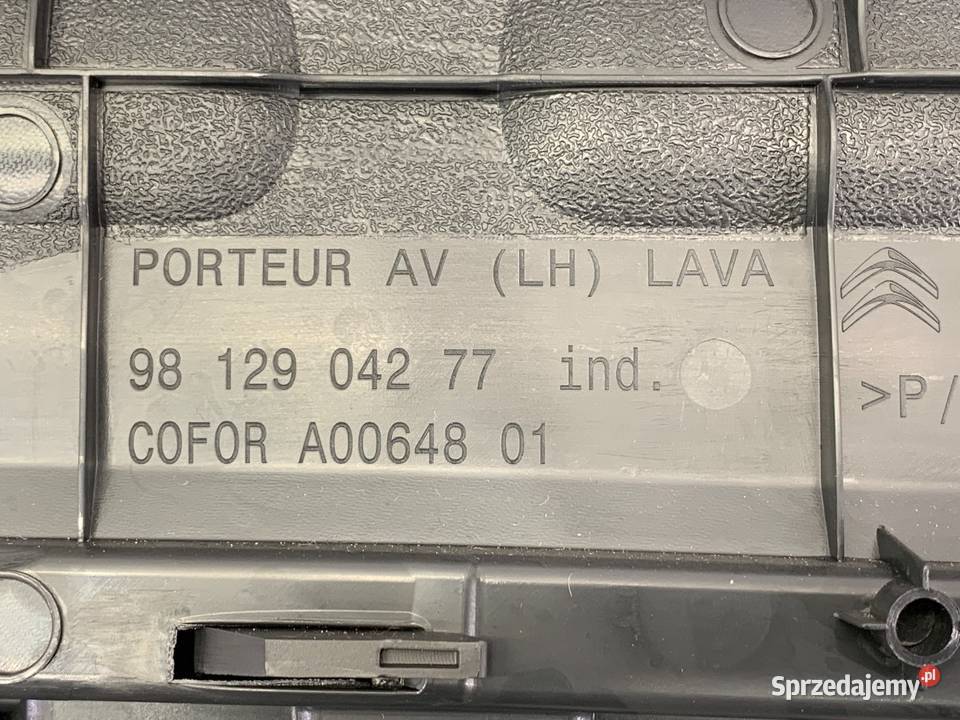 PORTEUR AV (LH) LAVA
98 129 042 77 ind.
COFOR A00648 01
>P/
Sprzedajemy.pl